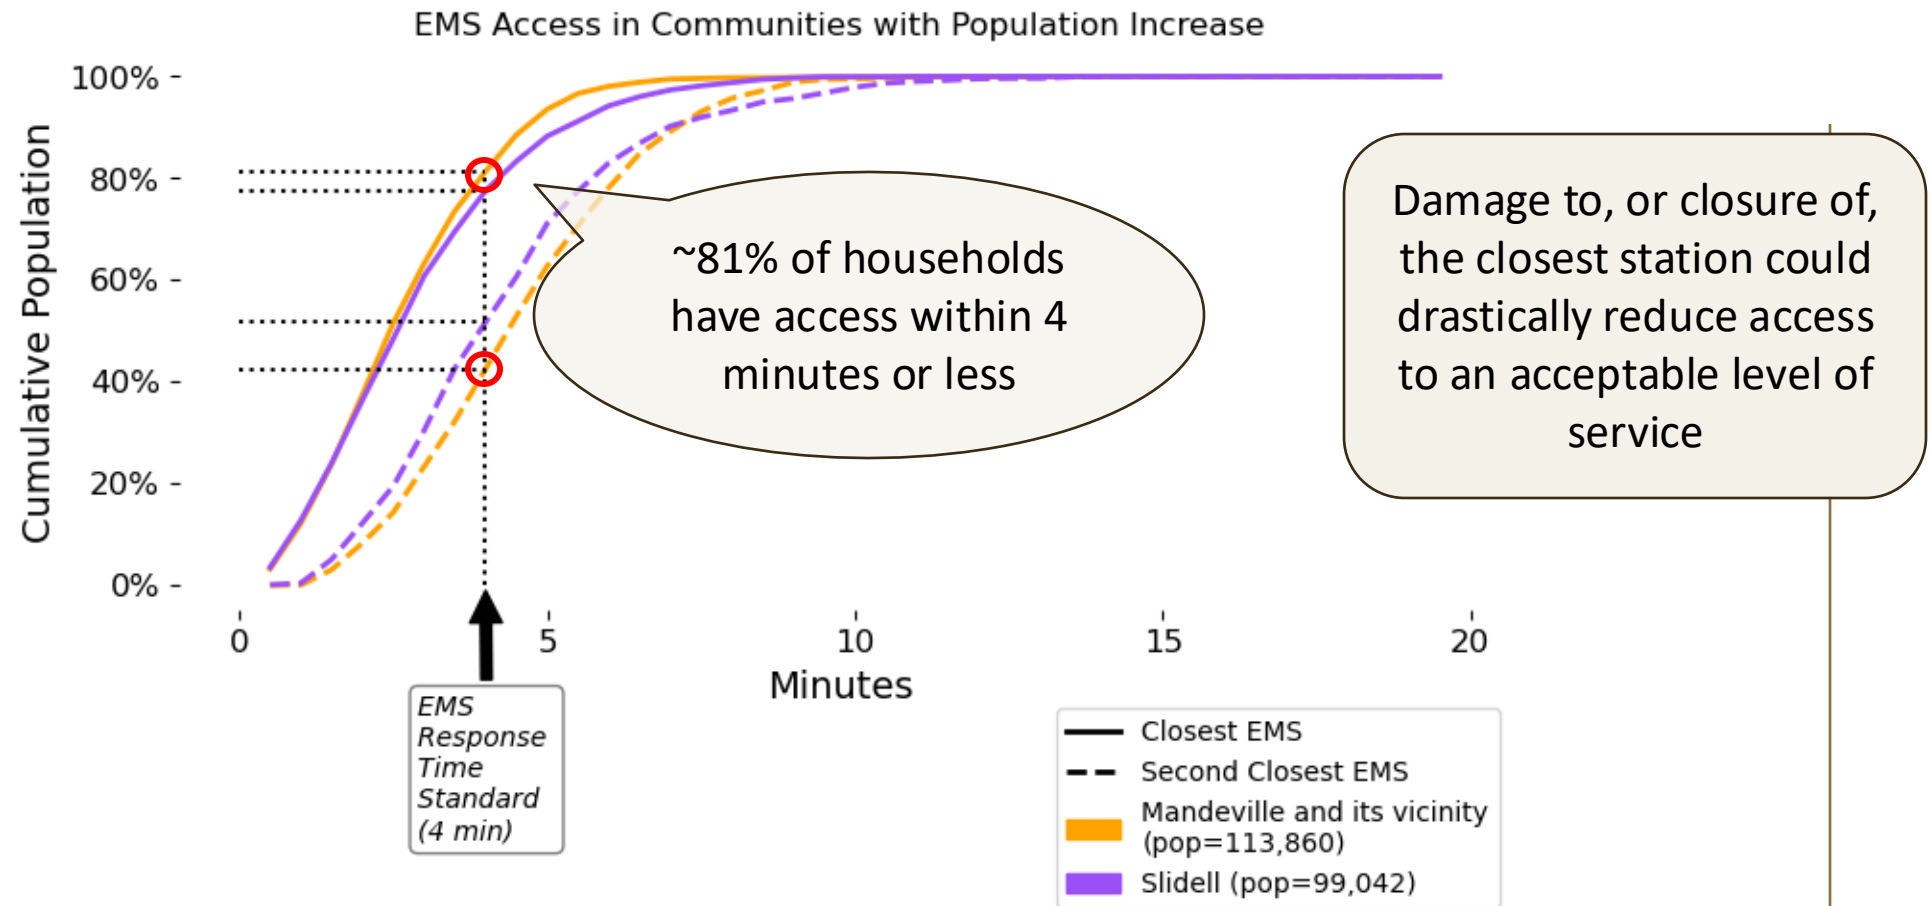 EMS Access in Communities with Population Increase
100%
80%
60%
40%
20%
0%
Cumulative Population
~81% of households
have access within 4
minutes or less
Damage to, or closure of,
the closest station could
drastically reduce access
to an acceptable level of
service
0 5 10 15 20
Minutes
EMS
Response
Time
Standard
(4 min)
Closest EMS
Second Closest EMS
Mandeville and its vicinity
(pop=113,860)
Slidell (pop=99,042)